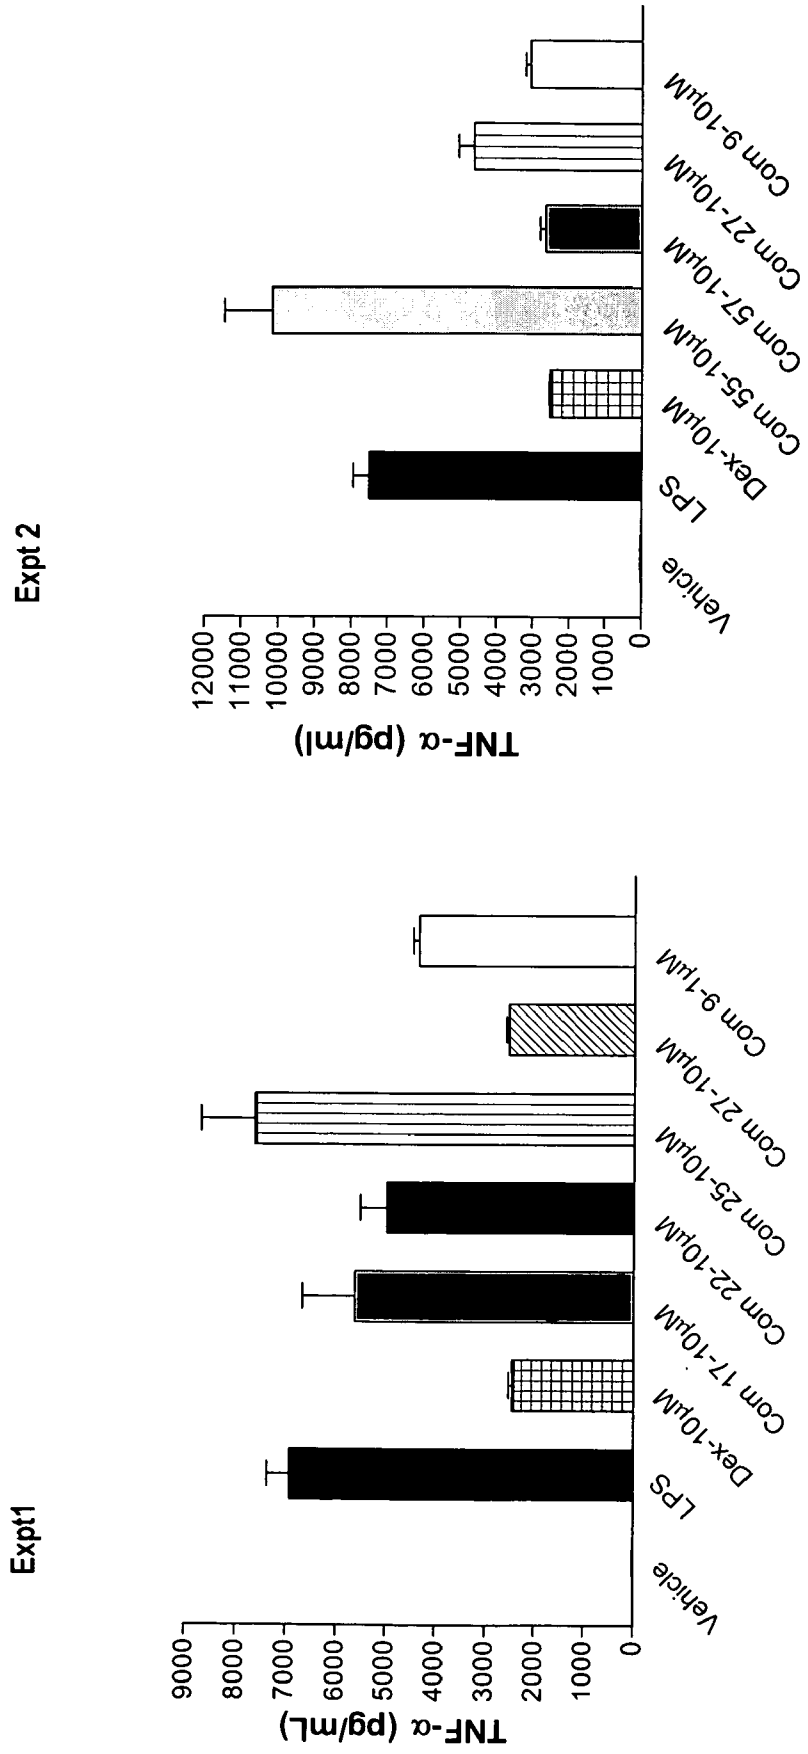 Expt1
TNF-α (pg/mL)
9000
8000
7000
6000
5000
4000
3000
2000
1000
0
Vehicle
LPS
Dex-10µM
Com 17-10µM
Com 22-10µM
Com 25-10µM
Com 27-10µM
Com 9-1µM
Expt 2
TNF-α (pg/ml)
12000
11000
10000
9000
8000
7000
6000
5000
4000
3000
2000
1000
0
Vehicle
LPS
Dex-10µM
Com 55-10µM
Com 57-10µM
Com 27-10µM
Com 9-10µM